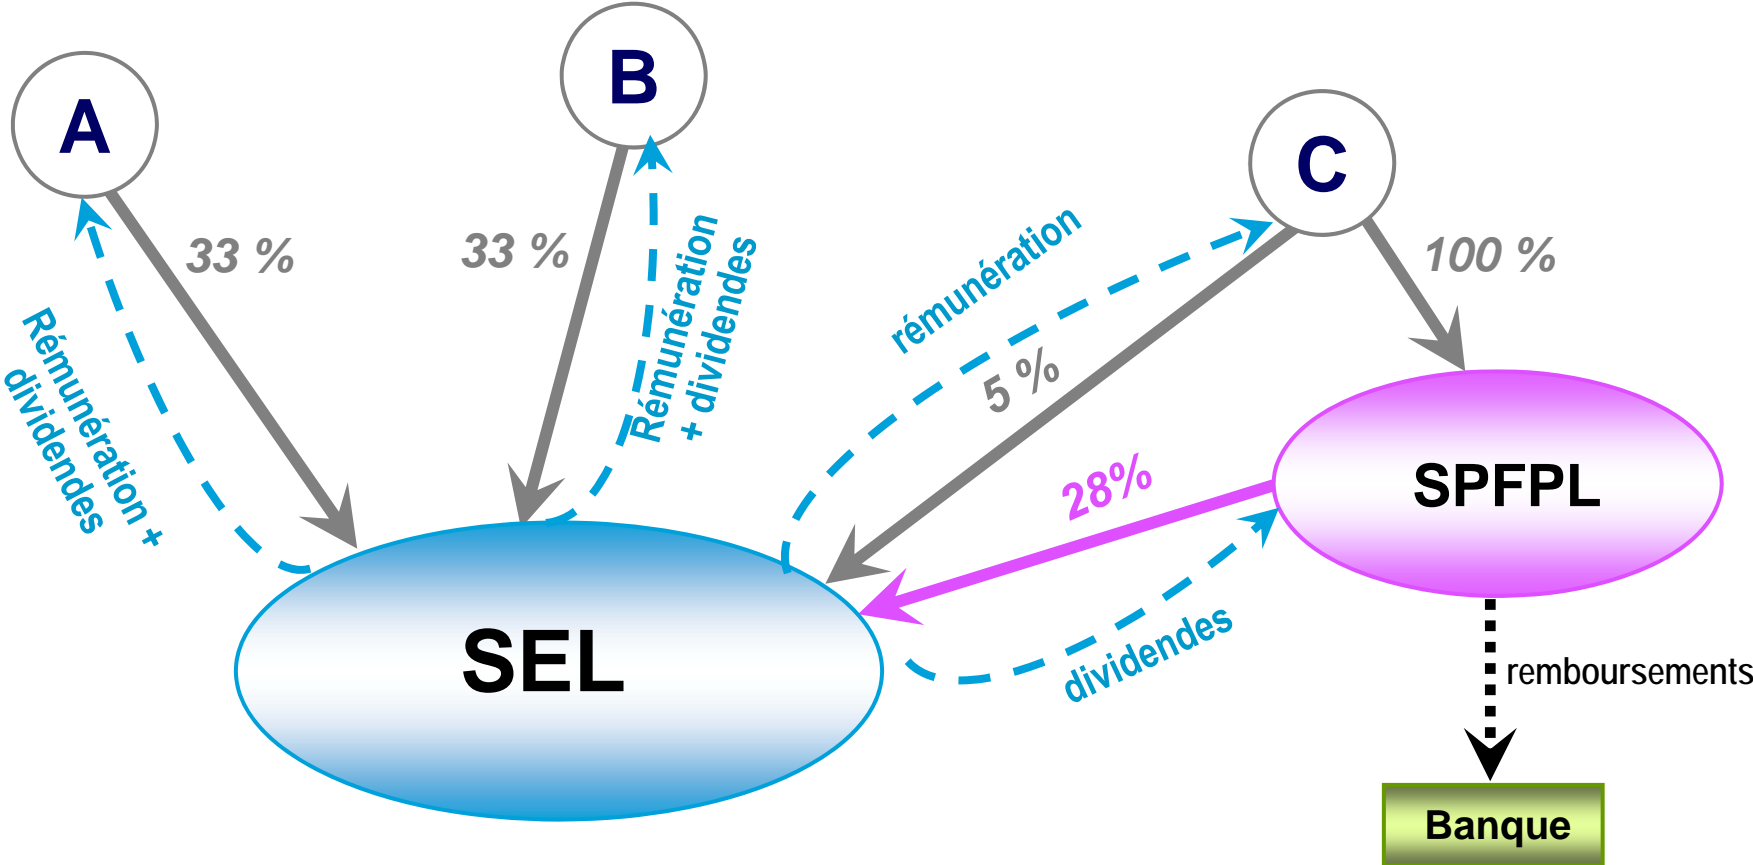 A
B
C
33 %
33 %
100 %
Rémunération +
dividendes
Rémunération
+ dividendes
rémunération
5 %
28%
SPFPL
SEL
dividendes
remboursements
Banque